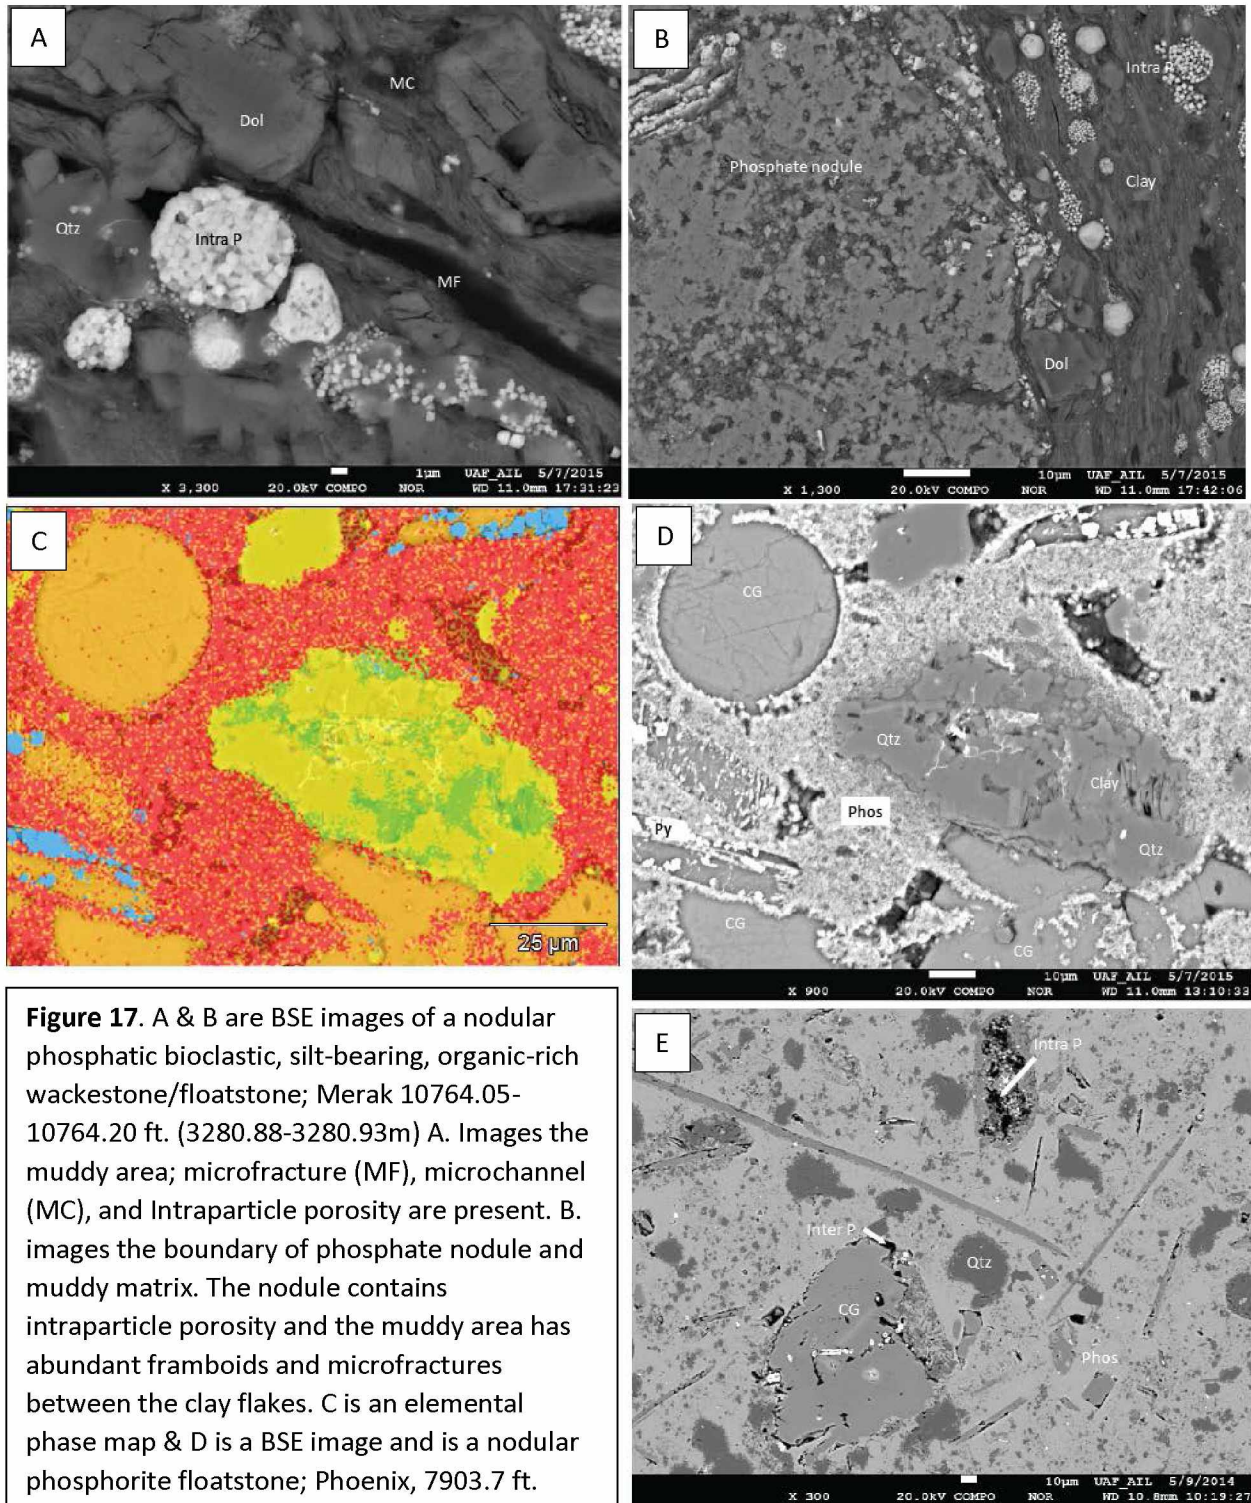 A
MC
Dol
Qtz
Intra P
MF
1µm UAF_AIL 5/7/2015
X 3,300 20.0kV COMPO NOR WD 11.0mm 17:31:23
B
Intra P
Phosphate nodule
Clay
Dol
10µm UAF_AIL 5/7/2015
X 1,300 20.0kV COMPO NOR WD 11.0mm 17:42:06
C
25 µm
D
CG
Qtz
Clay
Phos
Py
Qtz
CG
CG
10µm UAF_AIL 5/7/2015
X 900 20.0kV COMPO NOR WD 11.0mm 13:10:33
Figure 17. A & B are BSE images of a nodular
phosphatic bioclastic, silt-bearing, organic-rich
wackestone/floatstone; Merak 10764.05-
10764.20 ft. (3280.88-3280.93m) A. Images the
muddy area; microfracture (MF), microchannel
(MC), and Intraparticle porosity are present. B.
images the boundary of phosphate nodule and
muddy matrix. The nodule contains
intraparticle porosity and the muddy area has
abundant framboids and microfractures
between the clay flakes. C is an elemental
phase map & D is a BSE image and is a nodular
phosphorite floatstone; Phoenix, 7903.7 ft.
E
Intra P
Inter P
Qtz
CG
Phos
10µm UAF_AIL 5/9/2014
X 300 20.0kV COMPO NOR WD 10.8mm 10:19:27